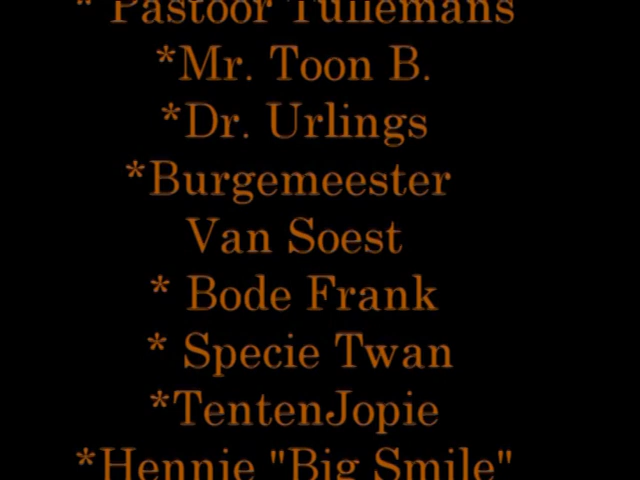 * Pastoor Tullemans
*Mr. Toon B.
*Dr. Urlings
*Burgemeester
Van Soest
* Bode Frank
* Specie Twan
*TentenJopie
*Hennie "Big Smile"